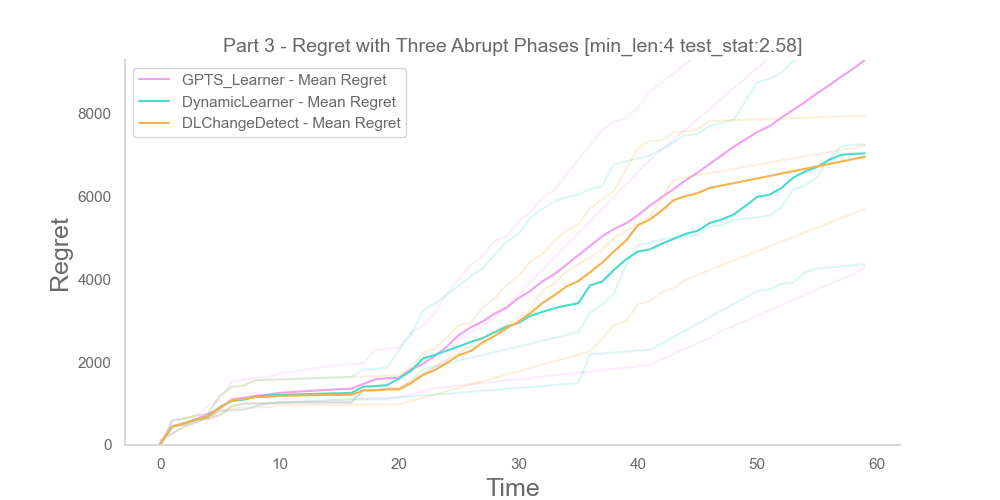 Part 3 - Regret with Three Abrupt Phases [min_len:4 test_stat:2.58]
GPTS_Learner - Mean Regret
DynamicLearner - Mean Regret
DLChangeDetect - Mean Regret
8000
6000
4000
2000
0
Regret
0 10 20 30 40 50 60
Time